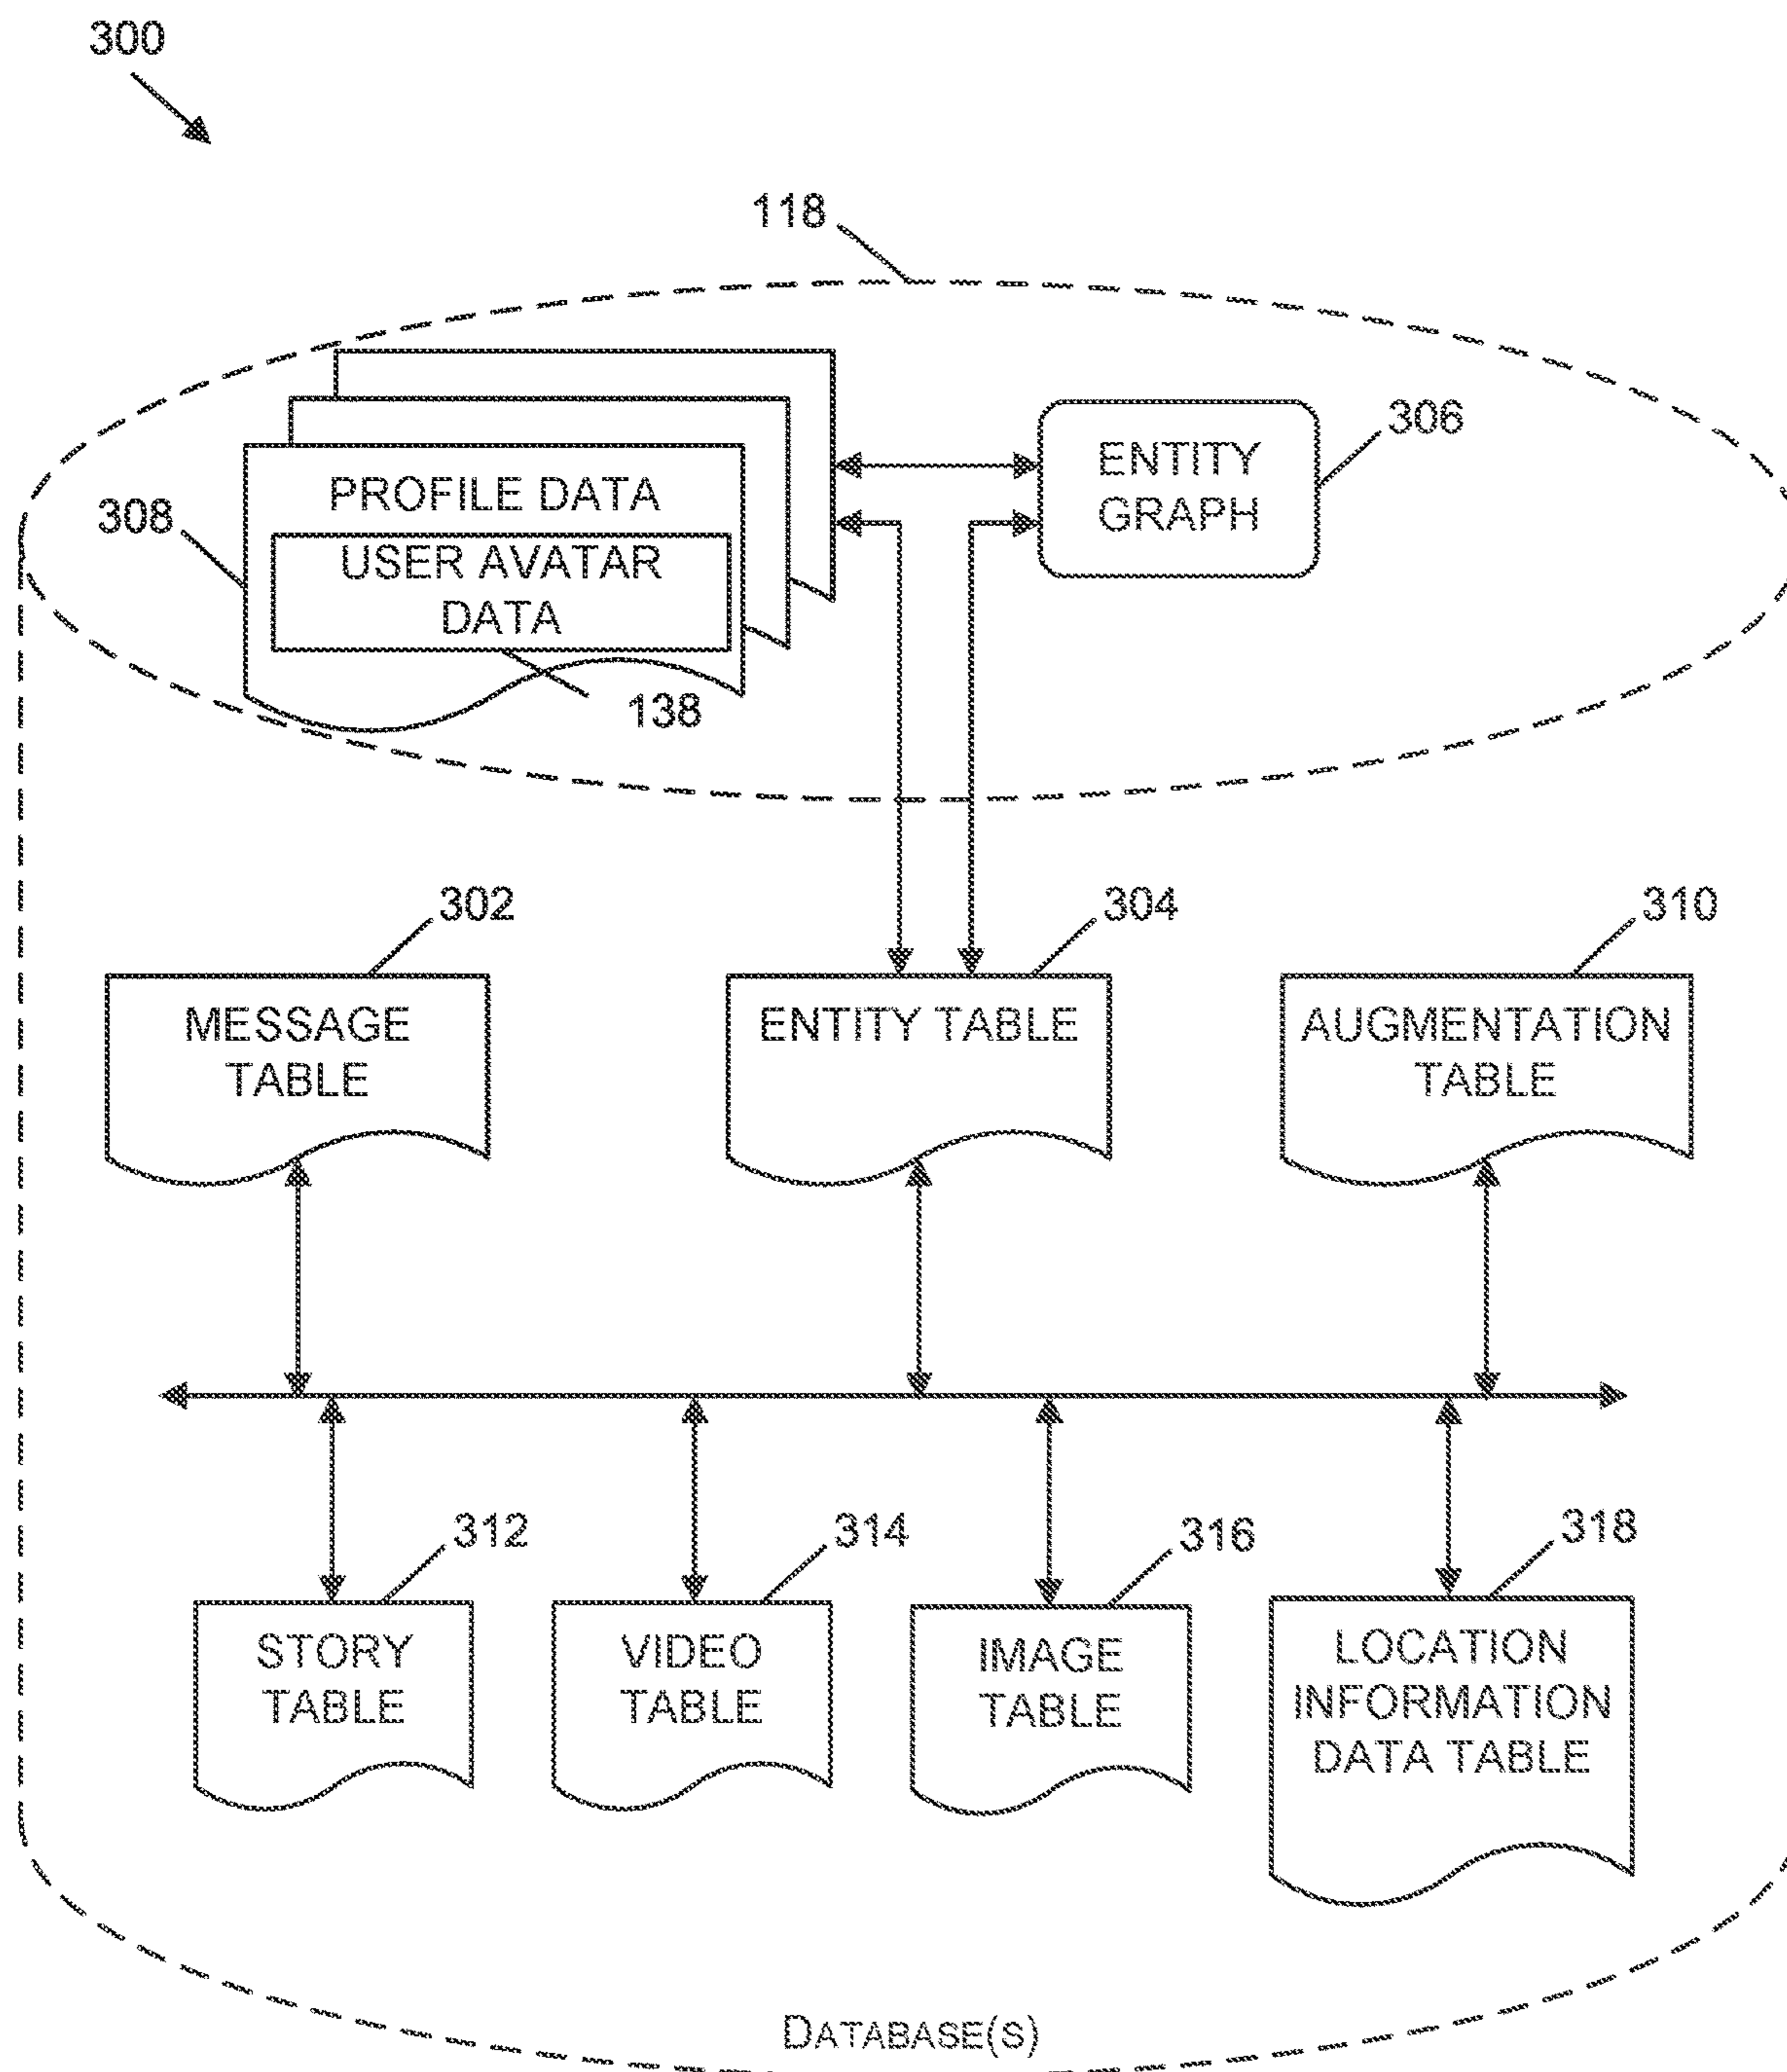 300
118
306
ENTITY
GRAPH
308
PROFILE DATA
USER AVATAR
DATA
138
302
304
310
MESSAGE
TABLE
ENTITY TABLE
AUGMENTATION
TABLE
312
314
316
318
STORY
TABLE
VIDEO
TABLE
IMAGE
TABLE
LOCATION
INFORMATION
DATA TABLE
DATABASE(S)